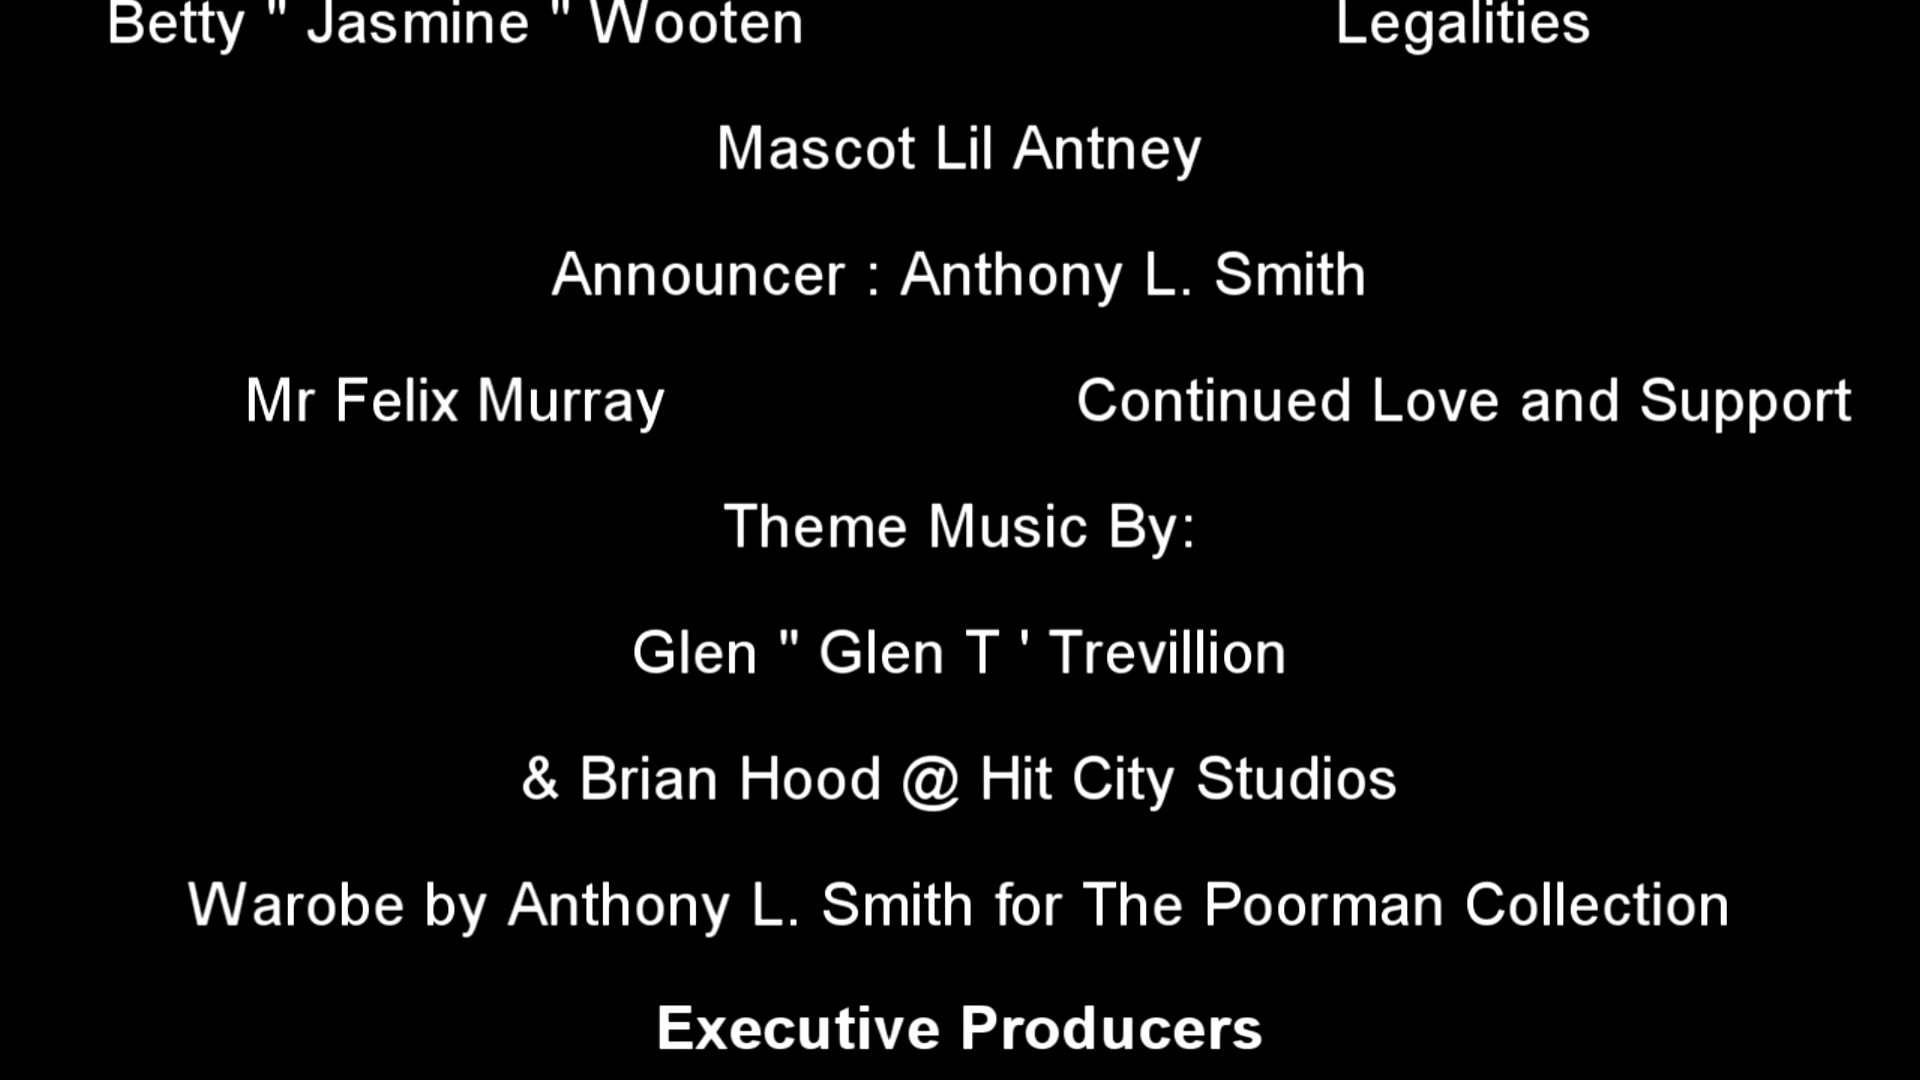 Betty " Jasmine " Wooten Legalities
Mascot Lil Antney
Announcer : Anthony L. Smith
Mr Felix Murray Continued Love and Support
Theme Music By:
Glen " Glen T ' Trevillion
& Brian Hood @ Hit City Studios
Warobe by Anthony L. Smith for The Poorman Collection
Executive Producers